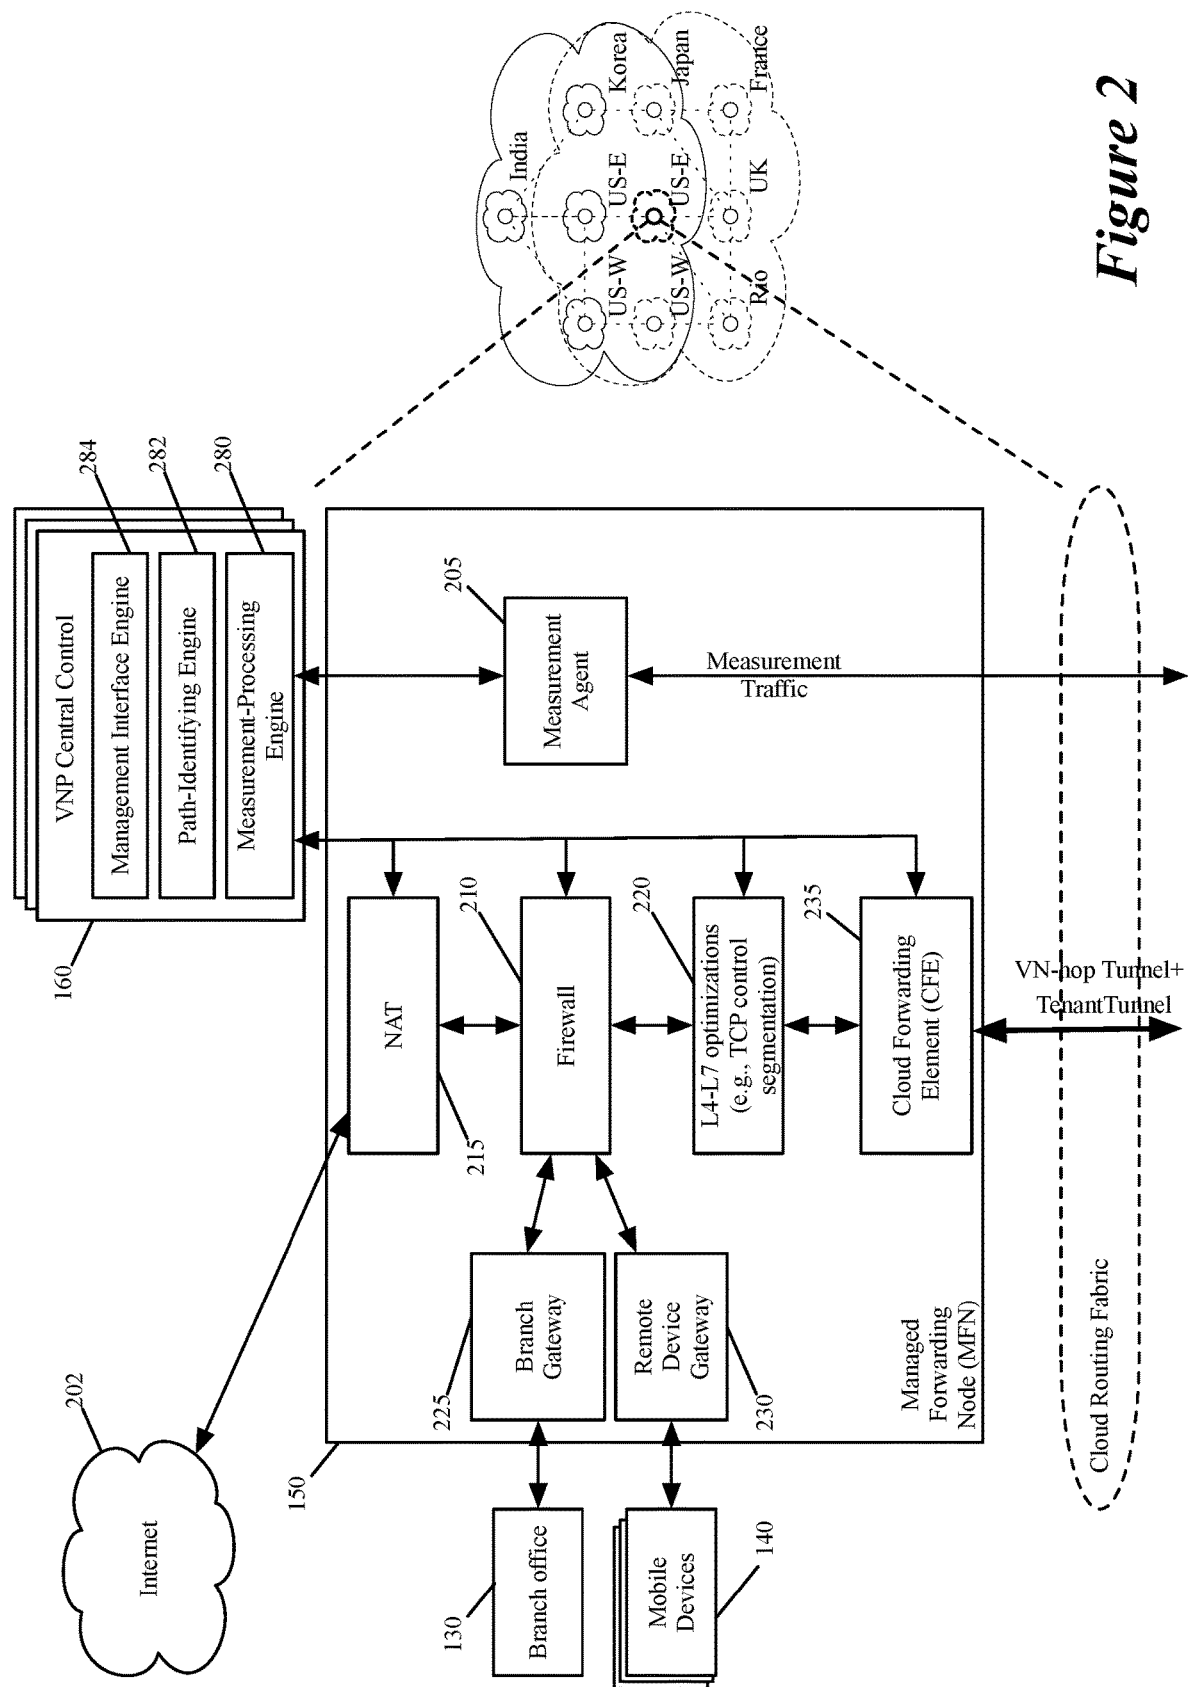 Internet
202
VNP Central Control
Management Interface Engine
Path-Identifying Engine
Measurement-Processing
Engine
284
282
280
160
150
NAT
215
Firewall
210
L4-L7 optimizations
(e.g., TCP control
segmentation)
220
Cloud Forwarding
Element (CFE)
235
Measurement
Agent
205
Measurement
Traffic
Branch office
130
Branch
Gateway
225
Mobile
Devices
140
Remote
Device
Gateway
230
Managed
Forwarding
Node (MFN)
VN-hop Tunnel+
TenantTunnel
Cloud Routing Fabric
India
US-W
US-E
Korea
US-W
US-E
Japan
Rio
UK
France
Figure 2